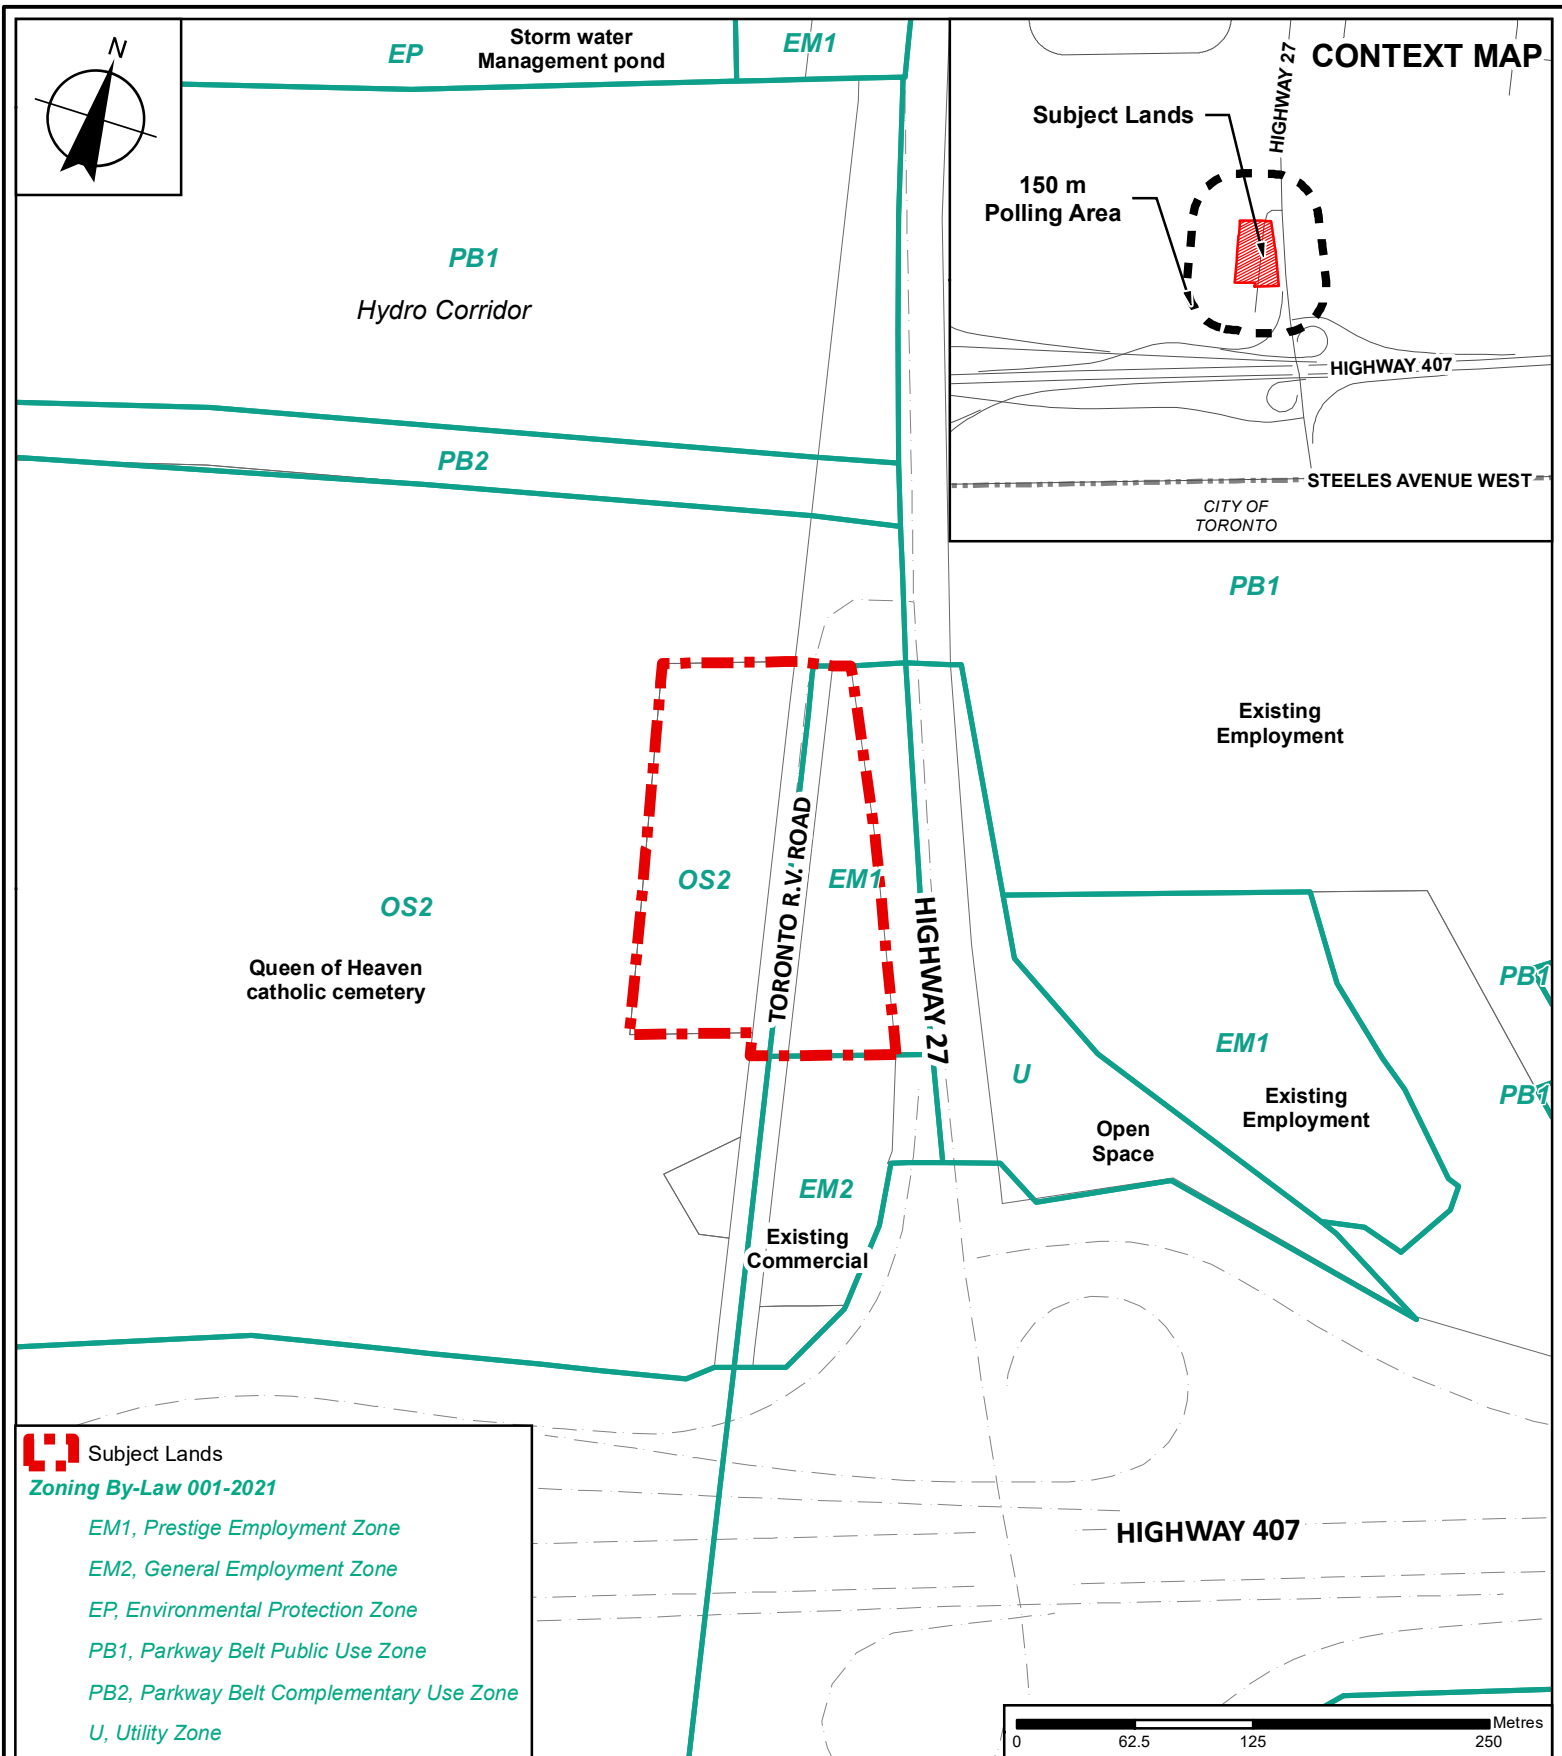 N
EP
Storm water
Management pond
EM1
CONTEXT MAP
HIGHWAY 27
Subject Lands
150 m
Polling Area
HIGHWAY 407
STEELES AVENUE WEST
CITY OF
TORONTO
PB1
Hydro Corridor
PB2
PB1
Existing
Employment
OS2
EM1
TORONTO R.V. ROAD
HIGHWAY 27
OS2
Queen of Heaven
catholic cemetery
PB1
EM1
U
PB1
Existing
Employment
Open
Space
EM2
Existing
Commercial
HIGHWAY 407
Subject Lands
Zoning By-Law 001-2021
EM1, Prestige Employment Zone
EM2, General Employment Zone
EP, Environmental Protection Zone
PB1, Parkway Belt Public Use Zone
PB2, Parkway Belt Complementary Use Zone
U, Utility Zone
Metres
0 62.5 125 250